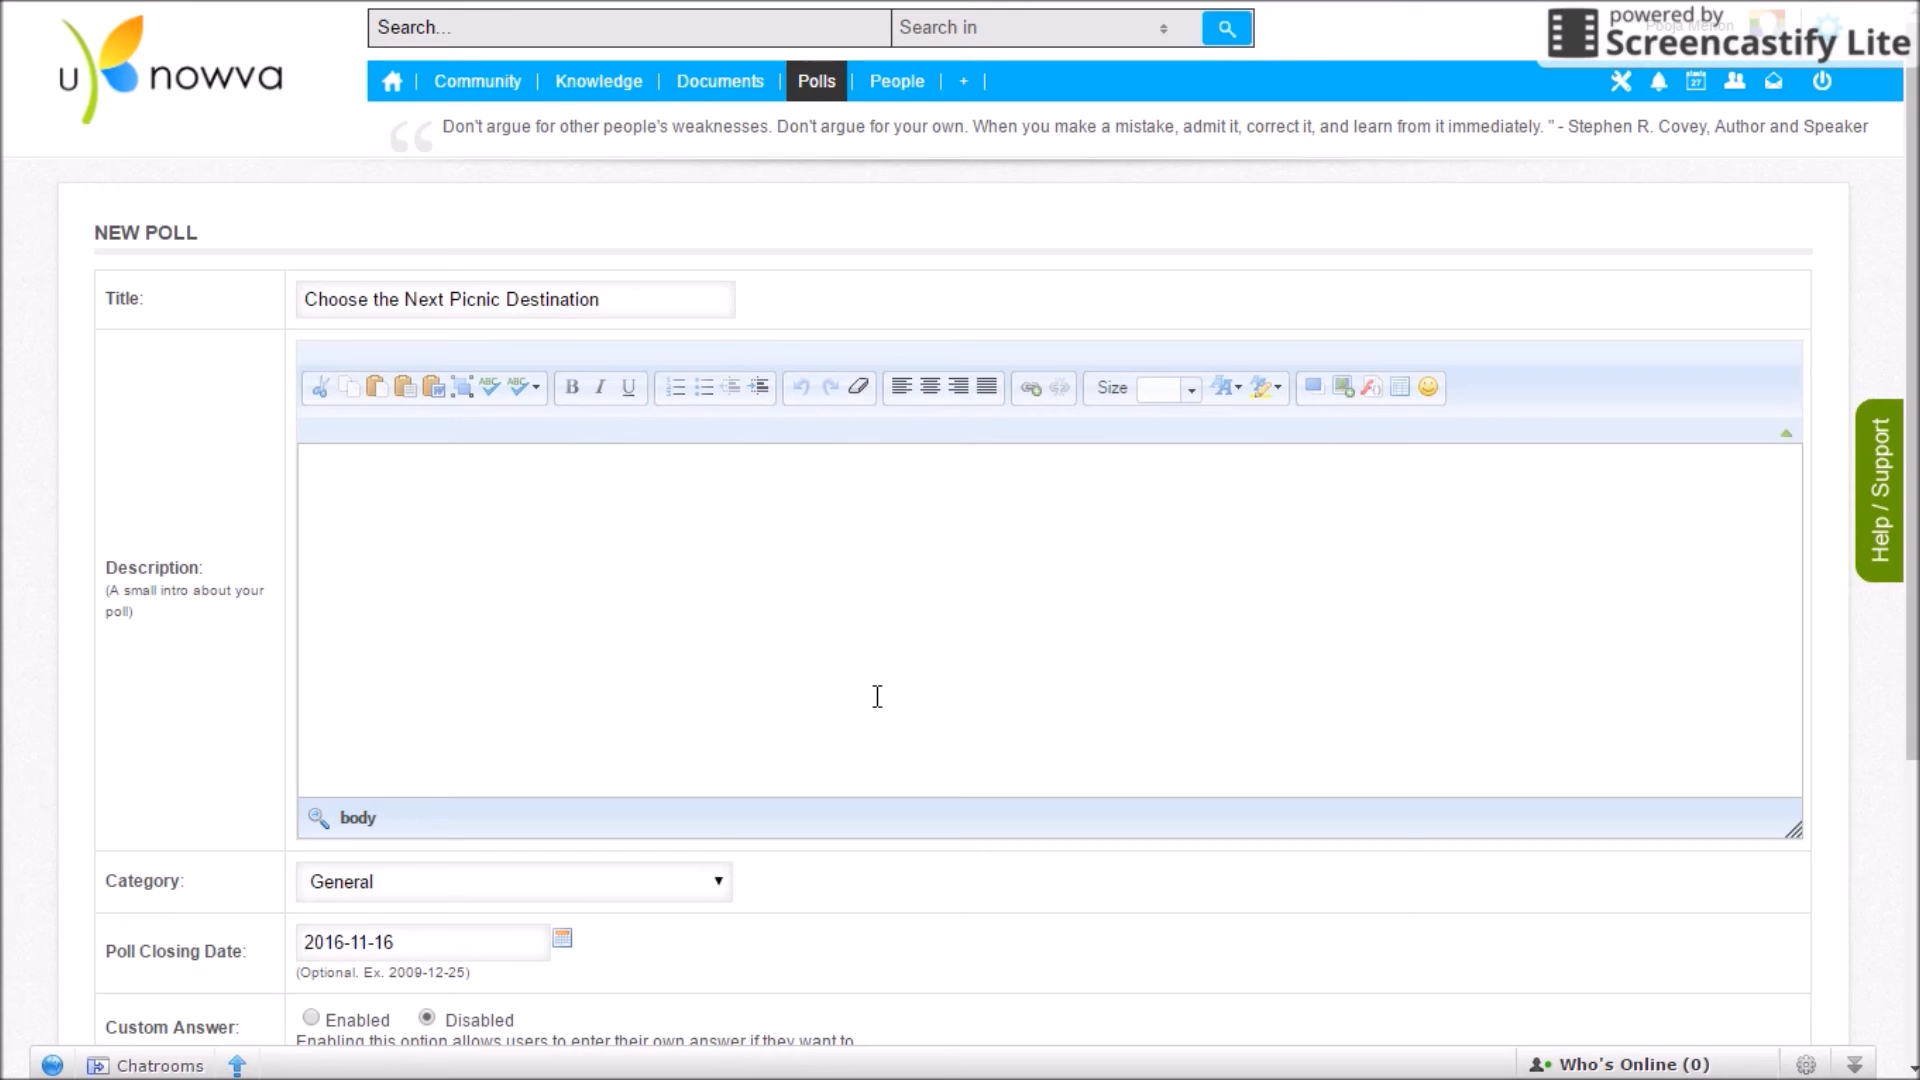 powered by
Screencastify Lite
u nowva
Search...
Search in
Community
Knowledge
Documents
Polls
People
+
27
Don't argue for other people's weaknesses. Don't argue for your own. When you make a mistake, admit it, correct it, and learn from it immediately. " - Stephen R. Covey, Author and Speaker
NEW POLL
Title:
Choose the Next Picnic Destination
ABC
ABC
B
I
U
Size
Description:
(A small intro about your
poll)
body
Help / Support
Category:
General
Poll Closing Date:
2016-11-16
(Optional. Ex. 2009-12-25)
Custom Answer:
Enabled
Disabled
Enabling this option allows users to enter their own answer if they want to
Chatrooms
Who's Online (0)